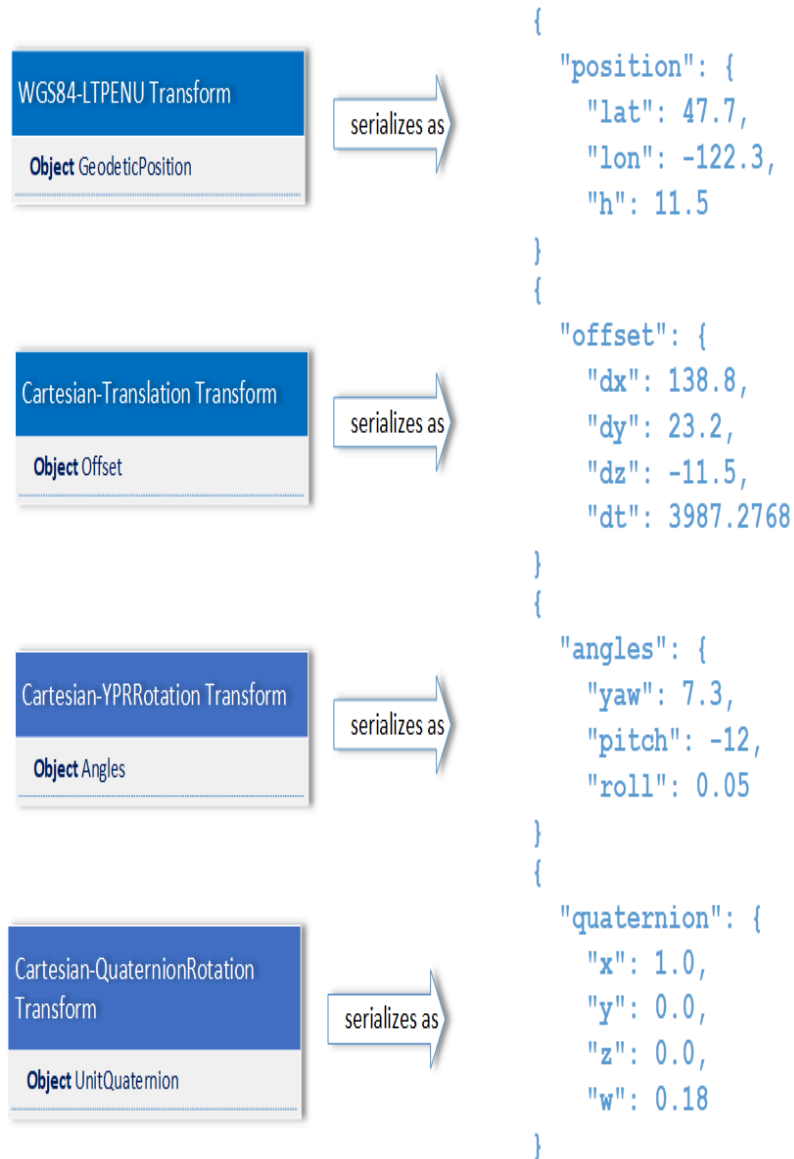 WGS84-LTPENU Transform
Object GeodeticPosition
serializes as
{
"position": {
"lat": 47.7,
"lon": -122.3,
"h": 11.5
}
Cartesian-Translation Transform
Object Offset
serializes as
{
"offset": {
"dx": 138.8,
"dy": 23.2,
"dz": -11.5,
"dt": 3987.2768
}
Cartesian-YPRRotation Transform
Object Angles
serializes as
{
"angles": {
"yaw": 7.3,
"pitch": -12,
"roll": 0.05
}
Cartesian-QuaternionRotation
Transform
Object UnitQuaternion
serializes as
{
"quaternion": {
"x": 1.0,
"y": 0.0,
"z": 0.0,
"w": 0.18
}